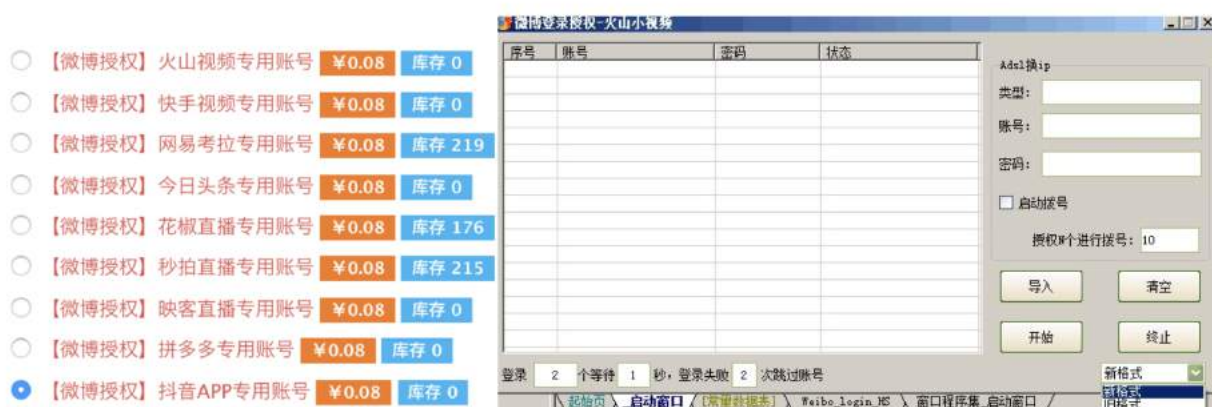 【微博授权】火山视频专用账号 ￥0.08 库存 0
【微博授权】快手视频专用账号 ￥0.08 库存 0
【微博授权】网易考拉专用账号 ￥0.08 库存 219
【微博授权】今日头条专用账号 ￥0.08 库存 0
【微博授权】花椒直播专用账号 ￥0.08 库存 176
【微博授权】秒拍直播专用账号 ￥0.08 库存 215
【微博授权】映客直播专用账号 ￥0.08 库存 0
【微博授权】拼多多专用账号 ￥0.08 库存 0
【微博授权】抖音APP专用账号 ￥0.08 库存 0
微博登录授权-火山小视频
序号 账号 密码 状态
Adsl换ip
类型：
账号：
密码：
启动拨号
授权N个进行拨号： 10
导入 清空
开始 终止
登录 2 个等待 1 秒，登录失败 2 次跳过账号
新格式
新格式
旧格式
起始页 _启动窗口 [常量数据表] Weibo_login_HS 窗口程序集_启动窗口